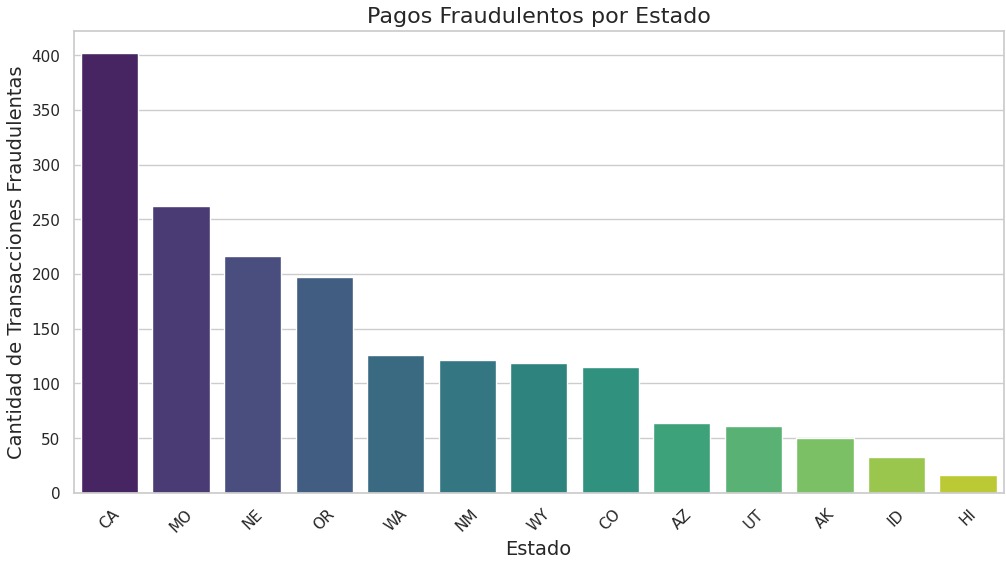 Pagos Fraudulentos por Estado
Cantidad de Transacciones Fraudulentas
400
350
300
250
200
150
100
50
0
CA MO NE OR WA NM WY CO AZ UT AK ID HI
Estado